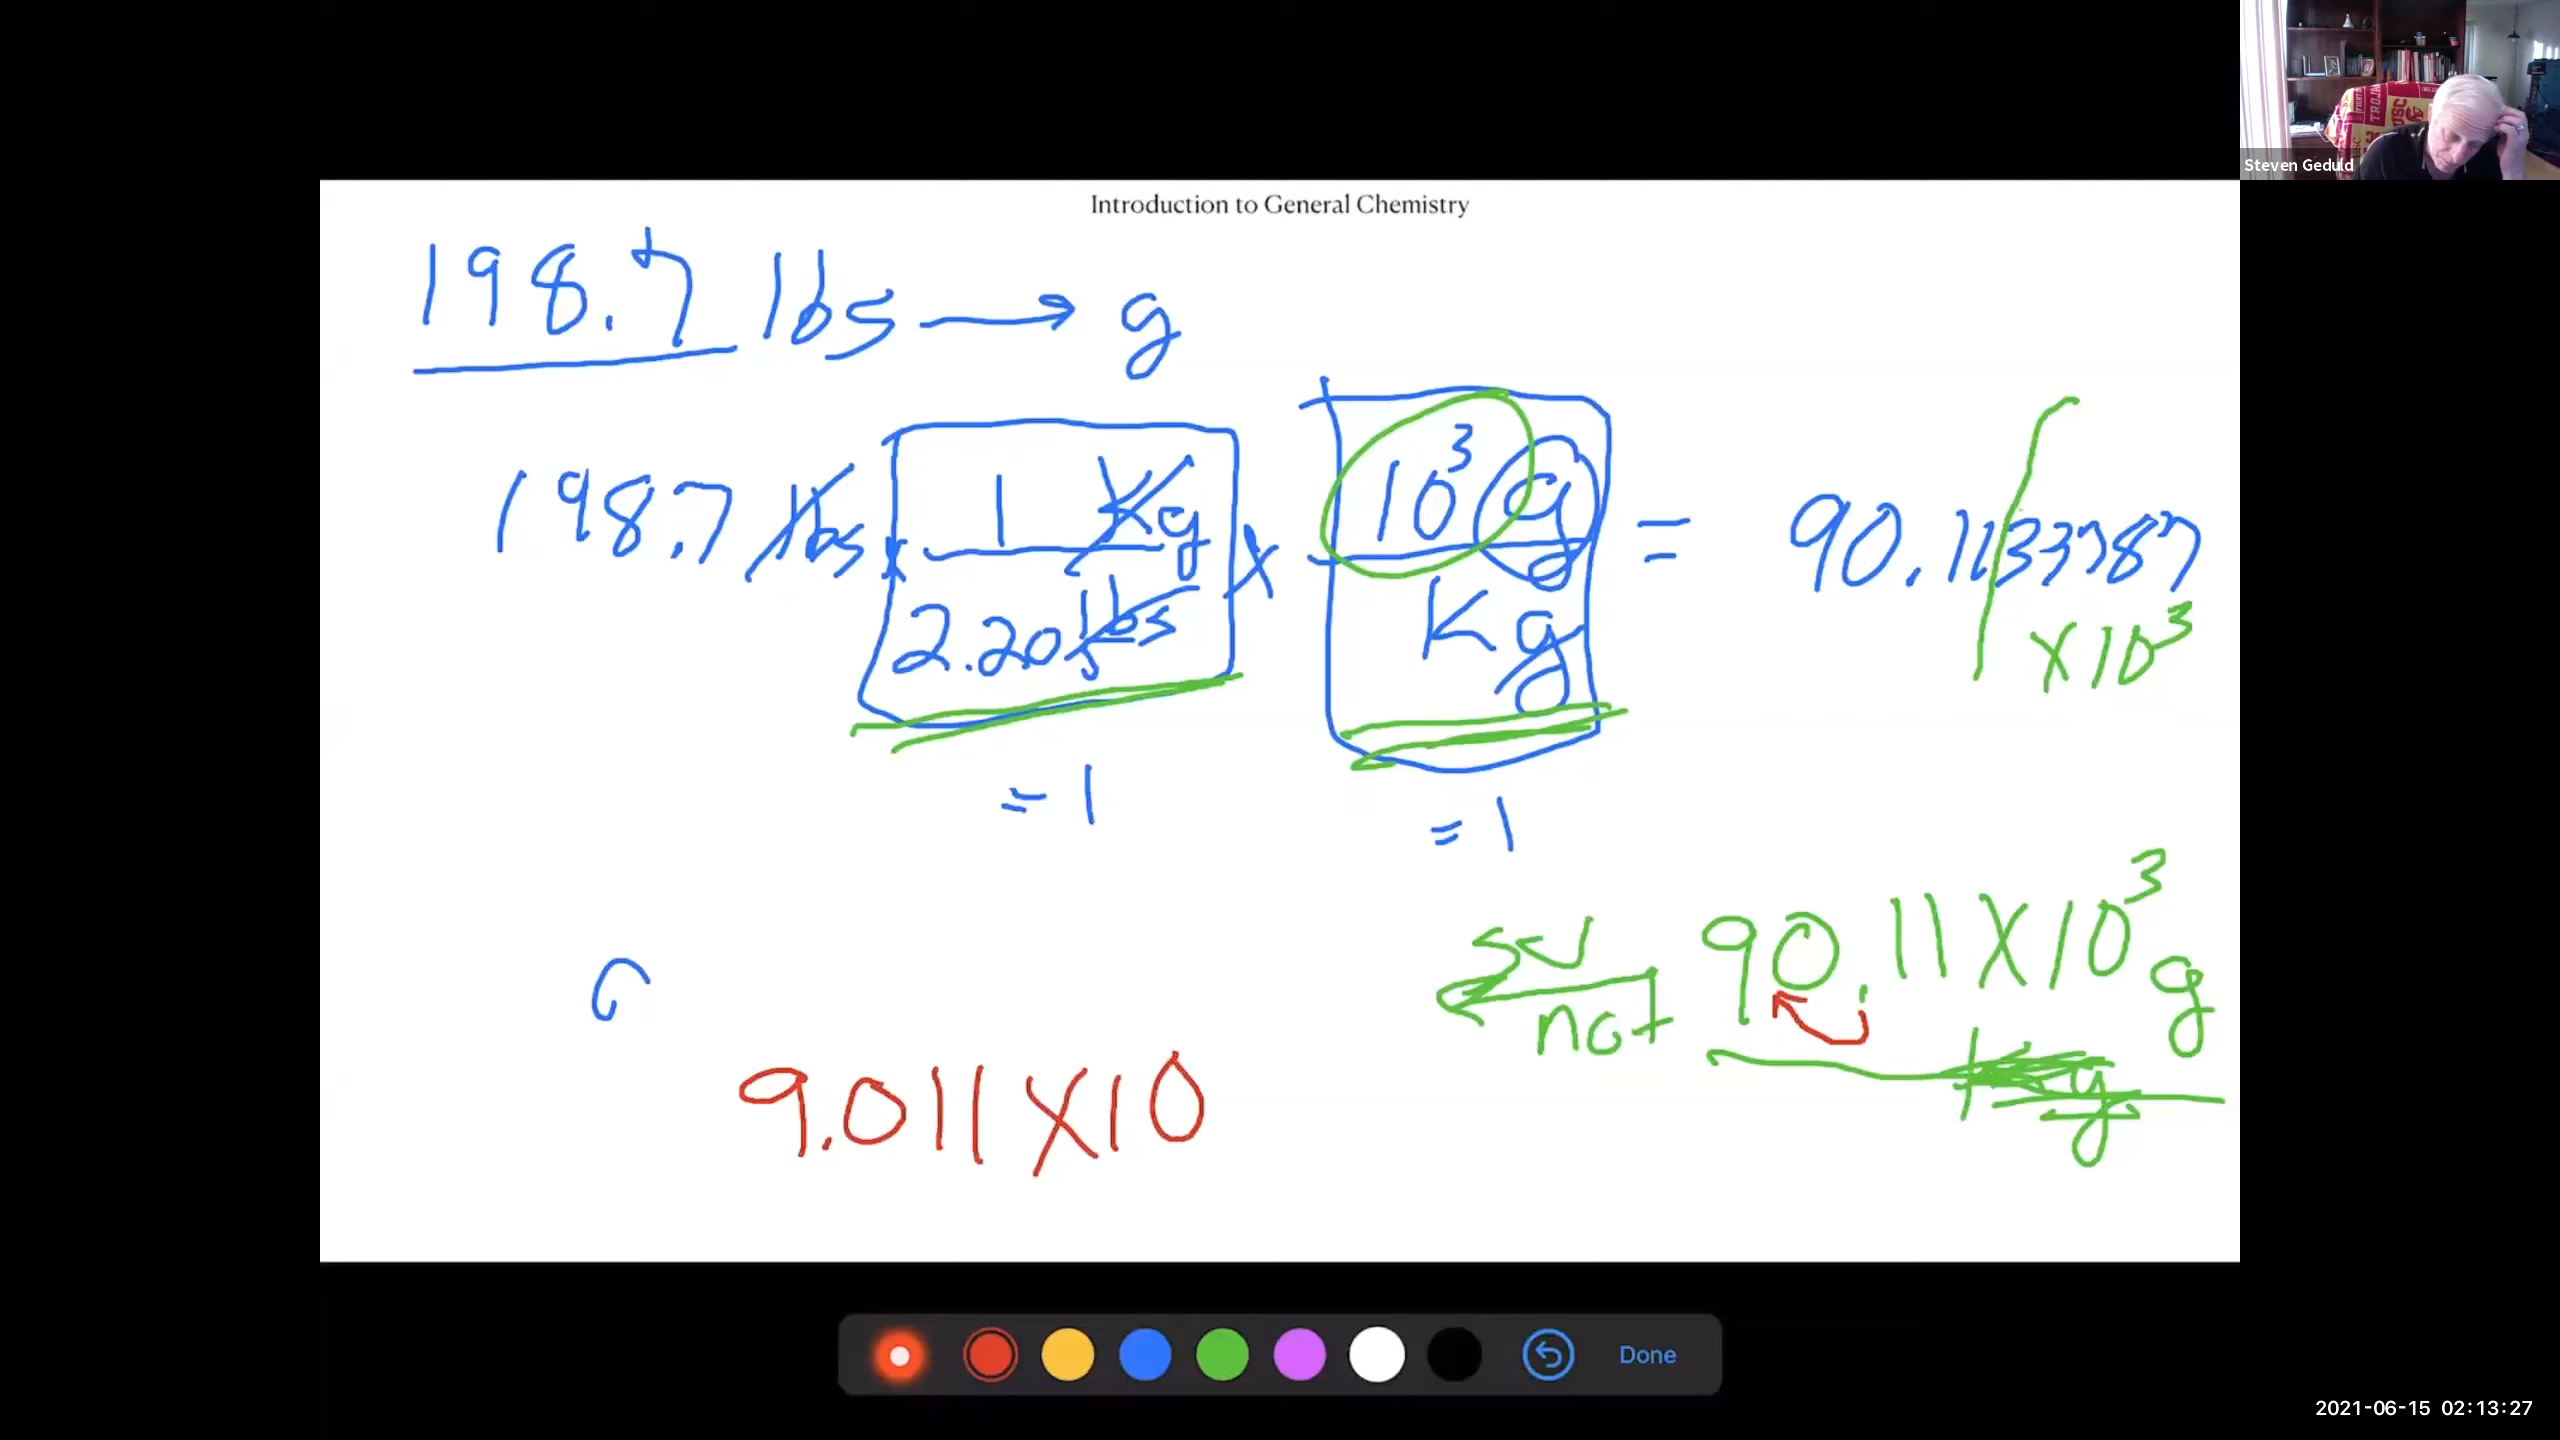 Steven Geduld
Introduction to General Chemistry
198.7 lbs → g
198.7 lbs x 1 Kg / 2.205 lbs x 10³ g / Kg = 90.1133787
x10³
= 1
= 1
sci not 90.11 x 10³ g
Kg
9.011 x 10
Done
2021-06-15 02:13:27